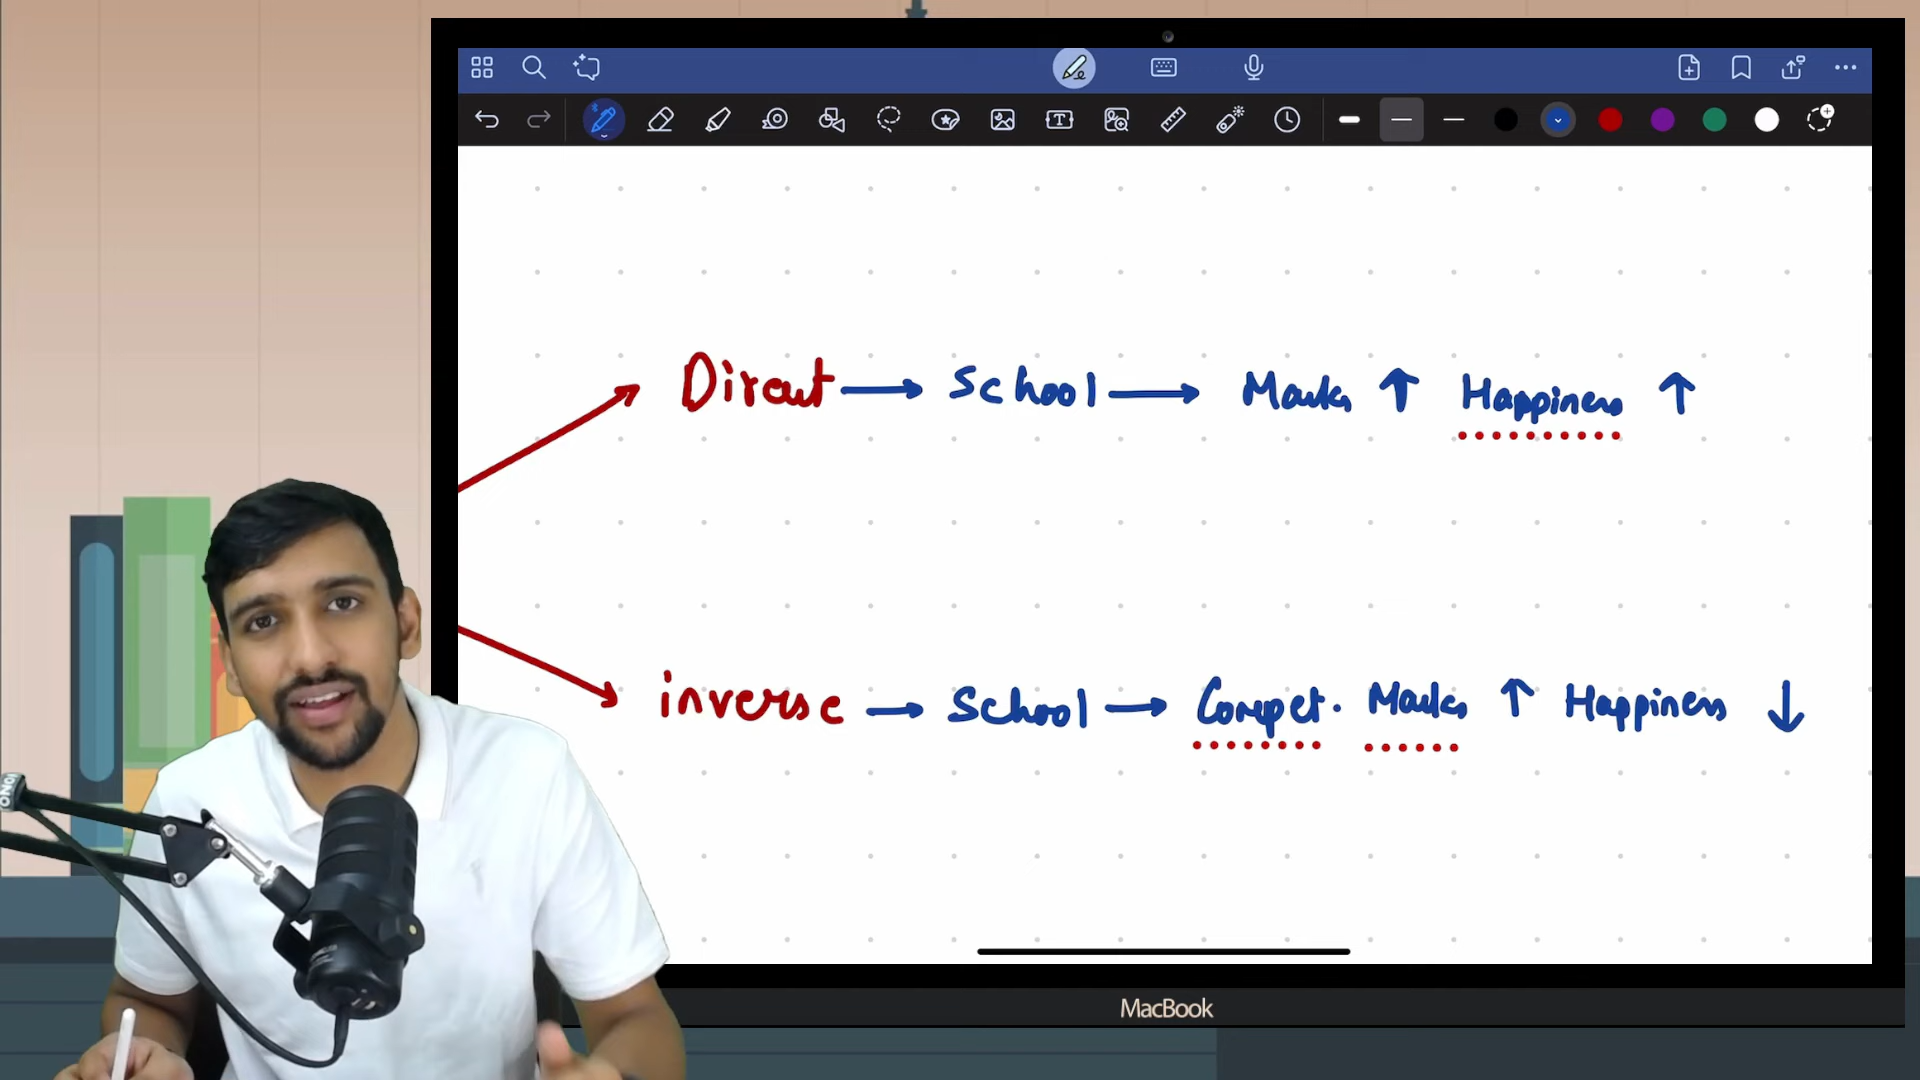 Direct → School → Marks ↑ Happiness ↑
inverse → School → Compet. Marks ↑ Happiness ↓
MacBook